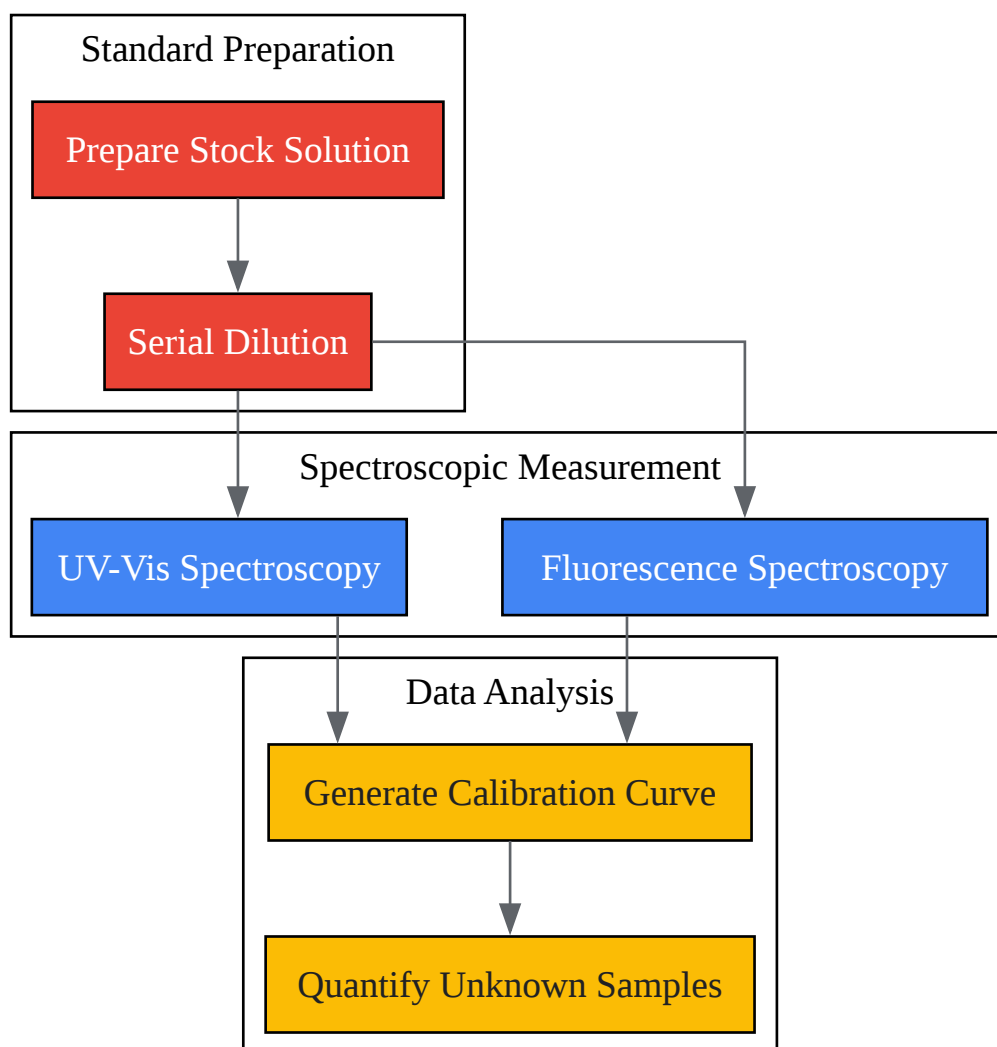 Standard Preparation
Prepare Stock Solution
Serial Dilution
Spectroscopic Measurement
UV-Vis Spectroscopy
Fluorescence Spectroscopy
Data Analysis
Generate Calibration Curve
Quantify Unknown Samples